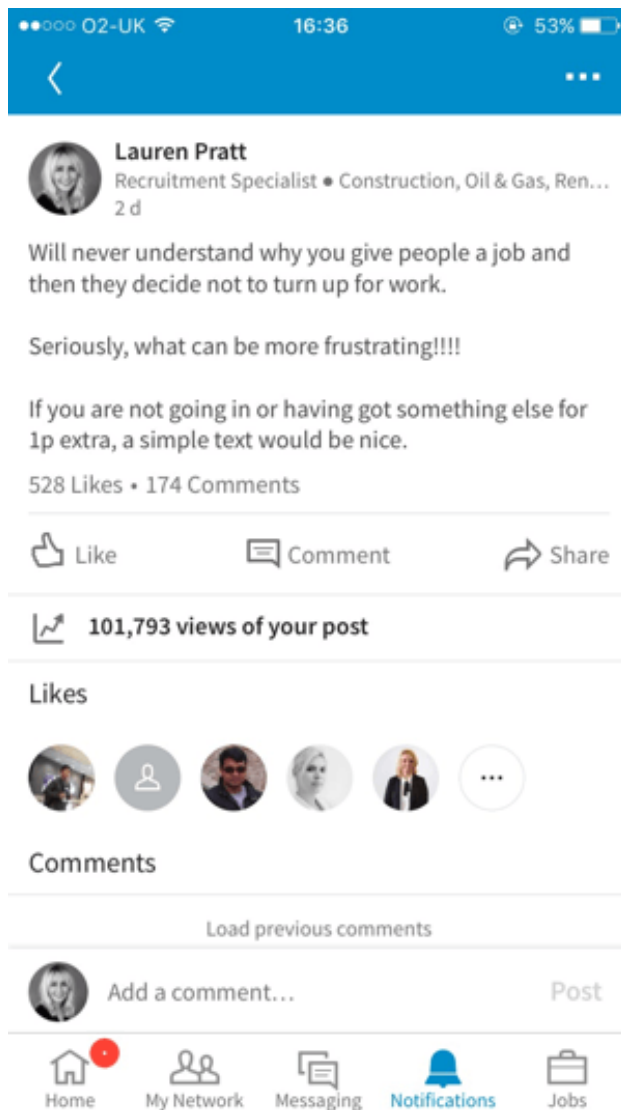 O2-UK 16:36 53%
Lauren Pratt
Recruitment Specialist • Construction, Oil & Gas, Ren...
2 d
Will never understand why you give people a job and
then they decide not to turn up for work.
Seriously, what can be more frustrating!!!!
If you are not going in or having got something else for
1p extra, a simple text would be nice.
528 Likes • 174 Comments
Like Comment Share
101,793 views of your post
Likes
Comments
Load previous comments
Add a comment... Post
Home My Network Messaging Notifications Jobs